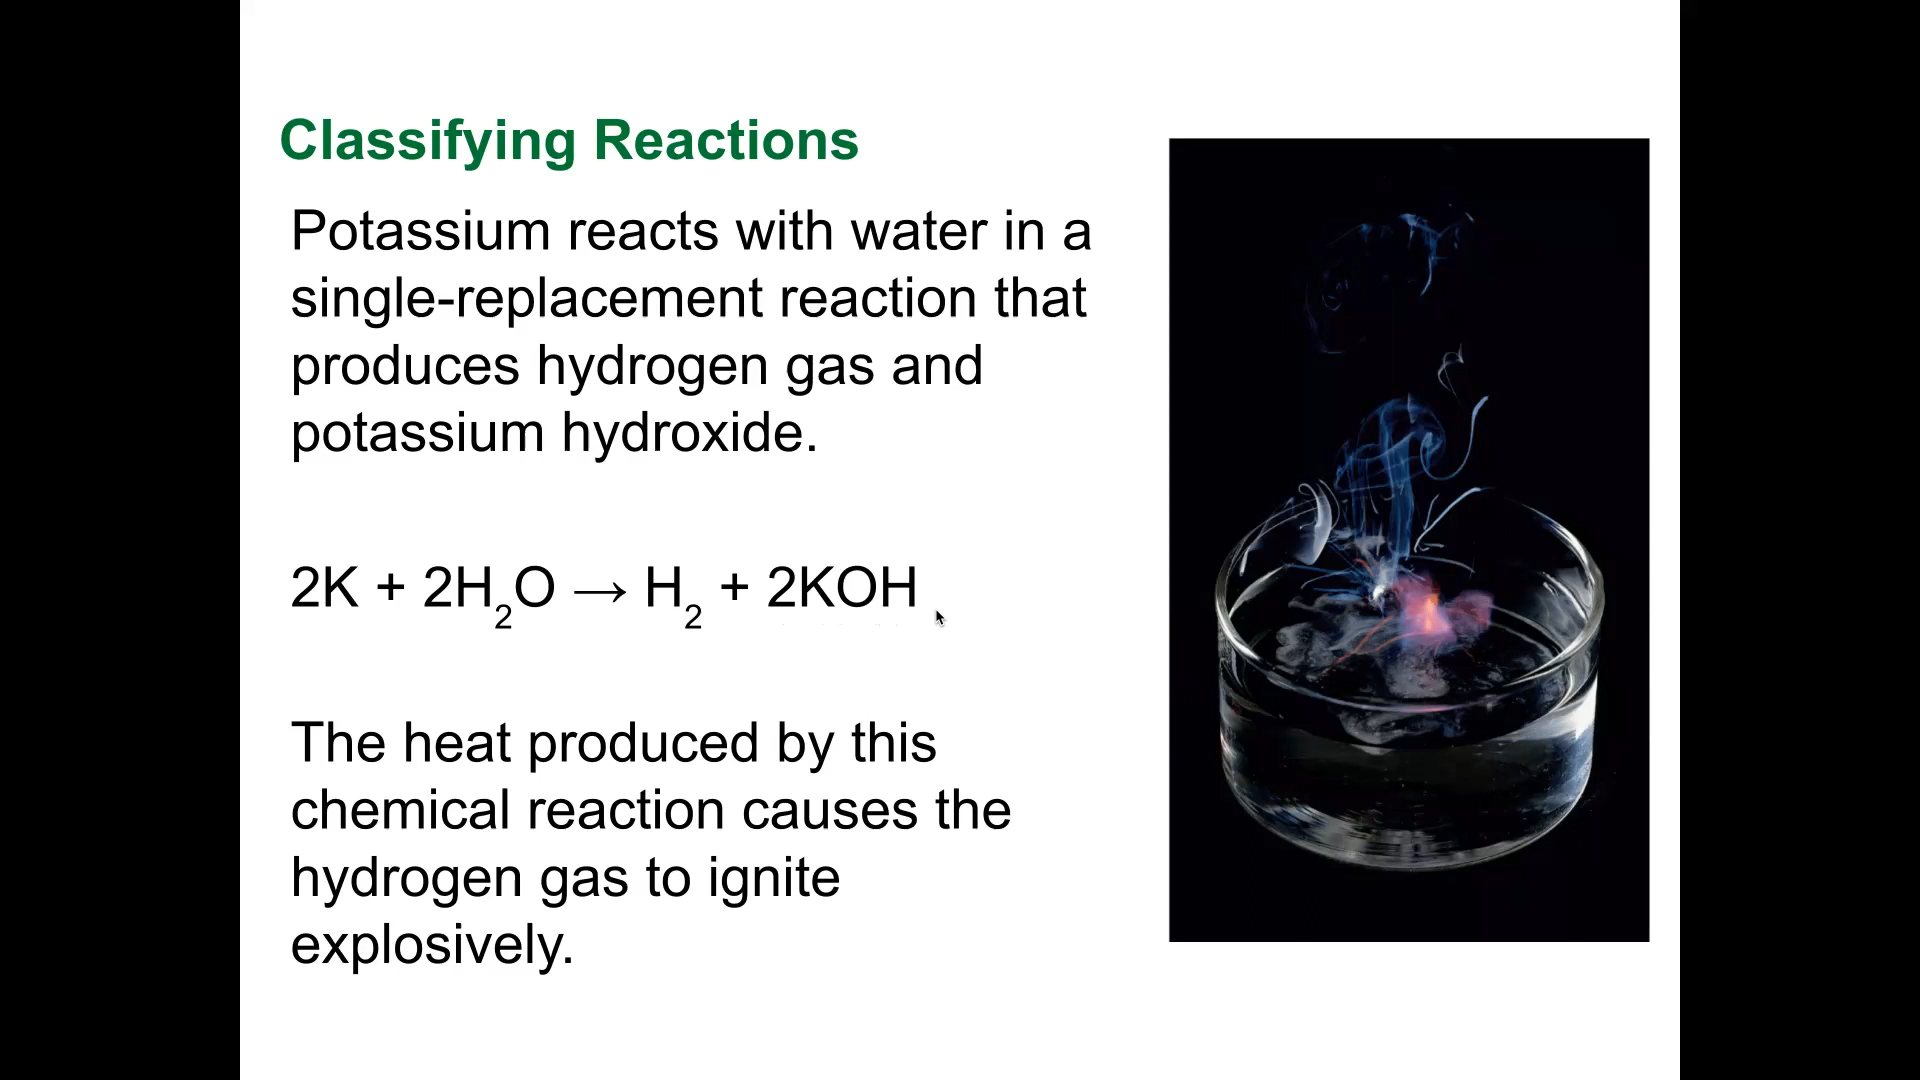 Classifying Reactions
Potassium reacts with water in a
single-replacement reaction that
produces hydrogen gas and
potassium hydroxide.
2K + 2H₂O → H₂ + 2KOH
The heat produced by this
chemical reaction causes the
hydrogen gas to ignite
explosively.